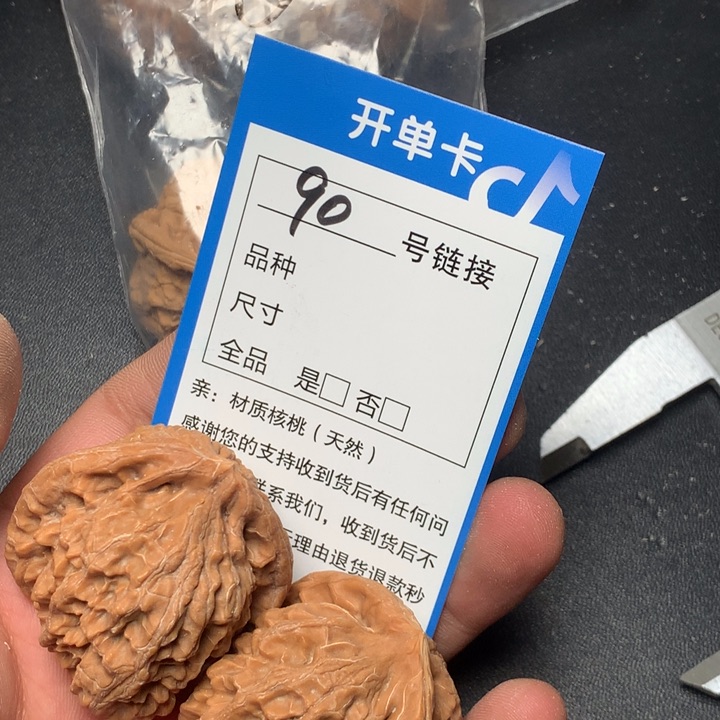 开单卡
90 号链接
品种
尺寸
全品 是□ 否□
亲：材质核桃（天然）
感谢您的支持收到货后有任何问
联系我们，收到货后不
理由退货退款秒